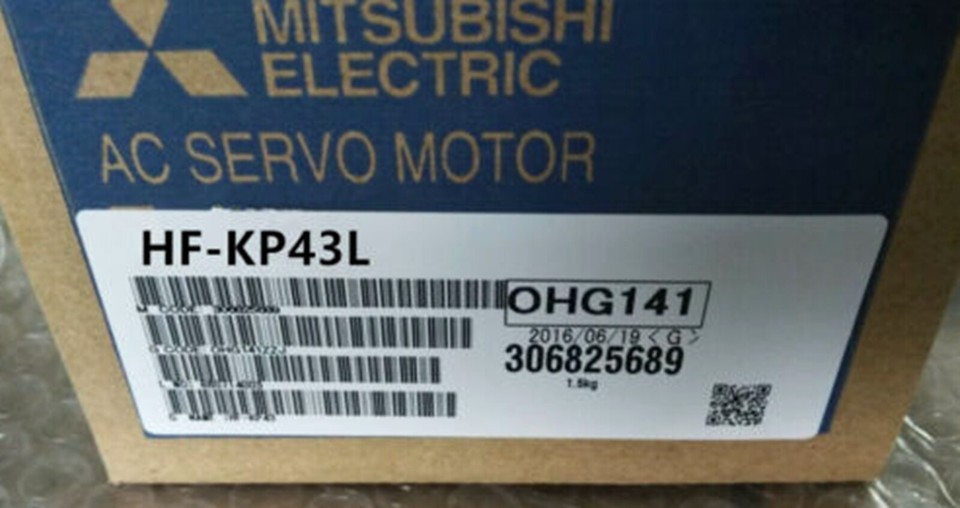 MITSUBISHI
ELECTRIC
AC SERVO MOTOR
HF-KP43L
OHG141
2016/06/19 < G >
306825689
1.5kg